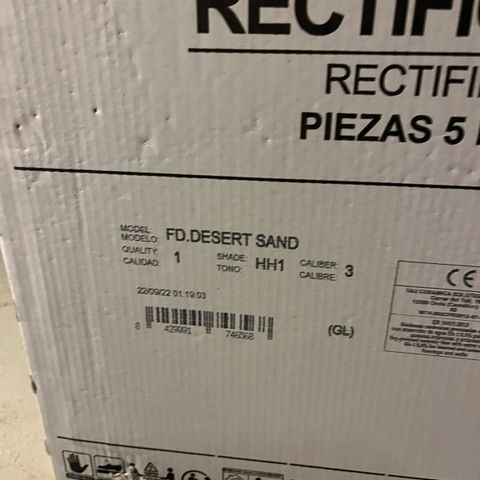 RECTIFI
RECTIFI
PIEZAS 5
MODEL:
MODELO: FD.DESERT SAND
QUALITY: 1 SHADE: HH1 CALIBER: 3
CALIDAD: TONO: CALIBRE:
22/09/22 01:19:03
8 429991 746568
(GL)
CE